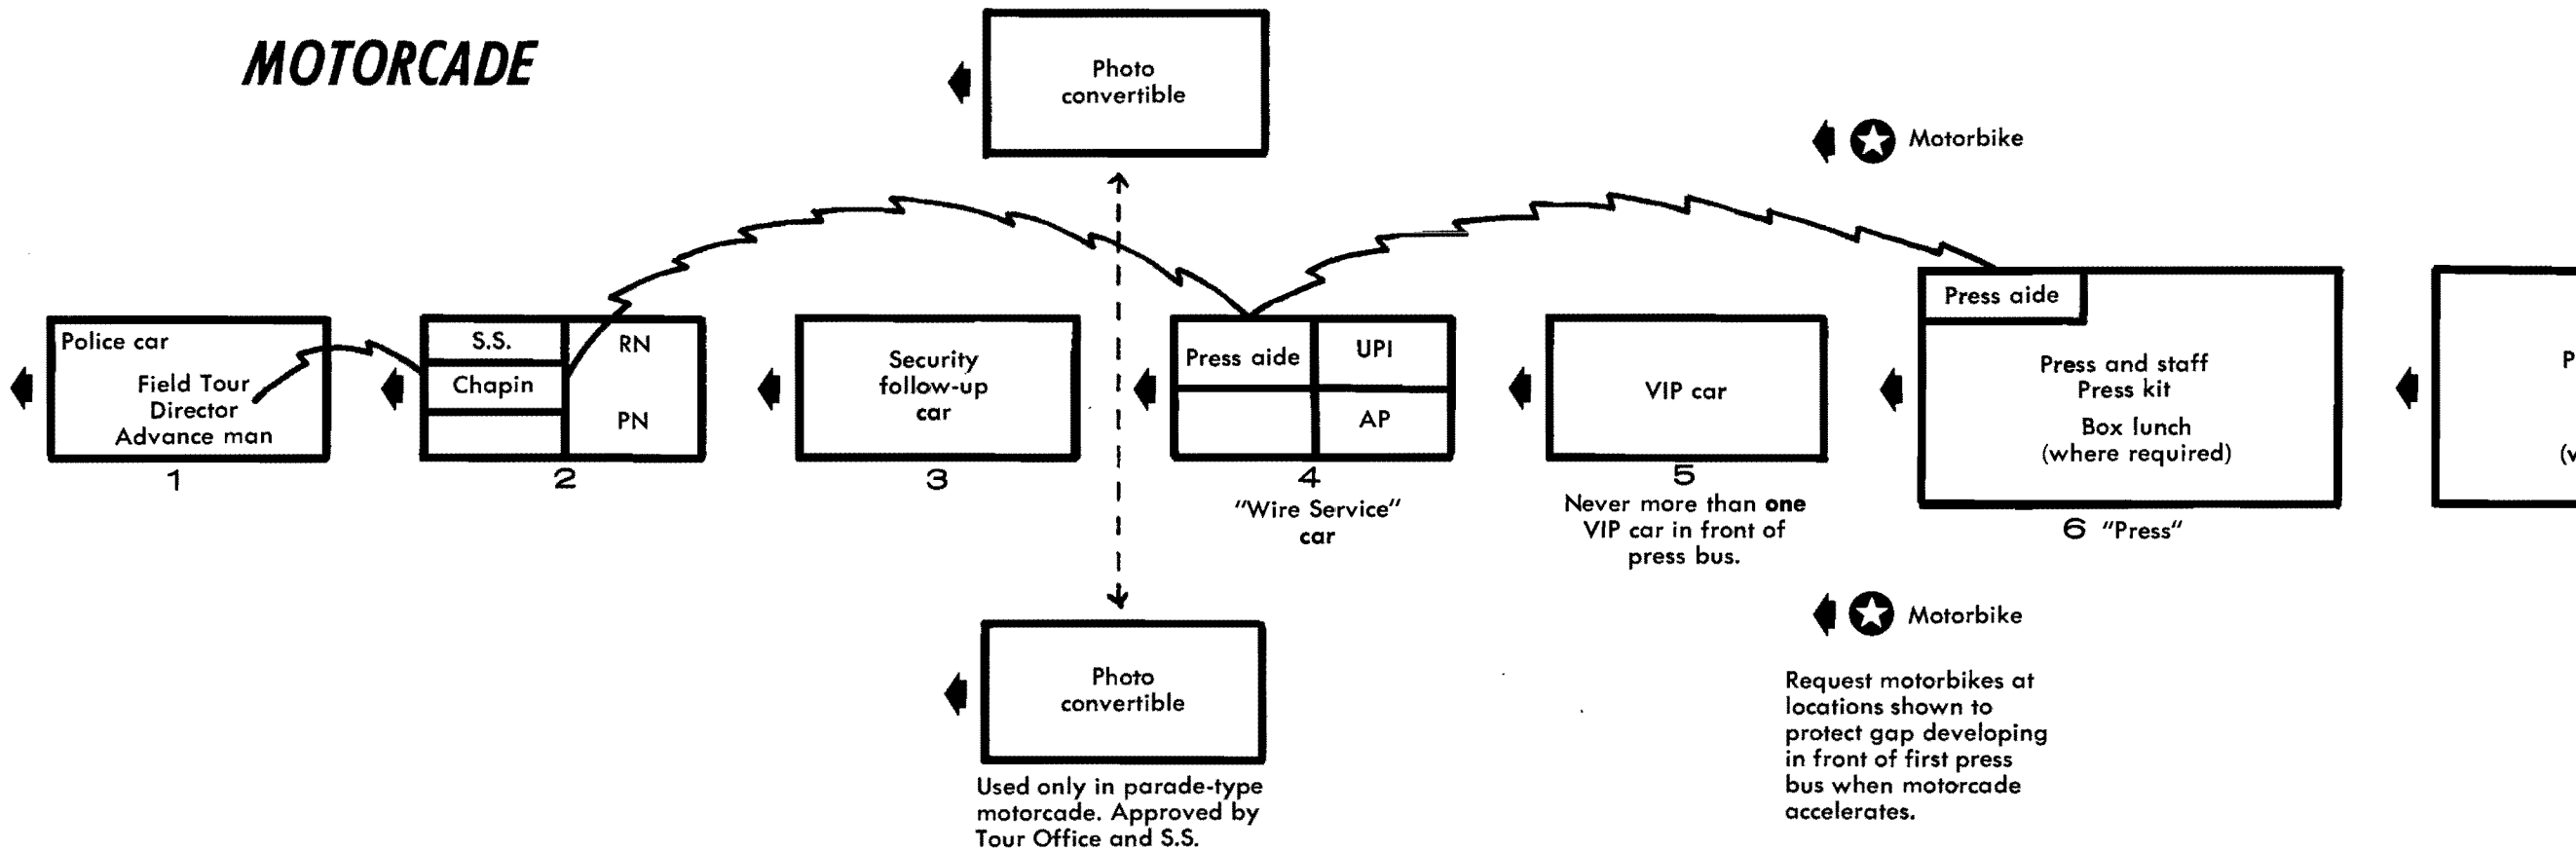 MOTORCADE
Photo
convertible
Motorbike
Police car
Field Tour
Director
Advance man
1
S.S.
Chapin
RN
PN
2
Security
follow-up
car
3
Press aide
UPI
AP
4
"Wire Service"
car
VIP car
5
Never more than one
VIP car in front of
press bus.
Press aide
Press and staff
Press kit
Box lunch
(where required)
6 "Press"
Photo
convertible
Used only in parade-type
motorcade. Approved by
Tour Office and S.S.
Motorbike
Request motorbikes at
locations shown to
protect gap developing
in front of first press
bus when motorcade
accelerates.